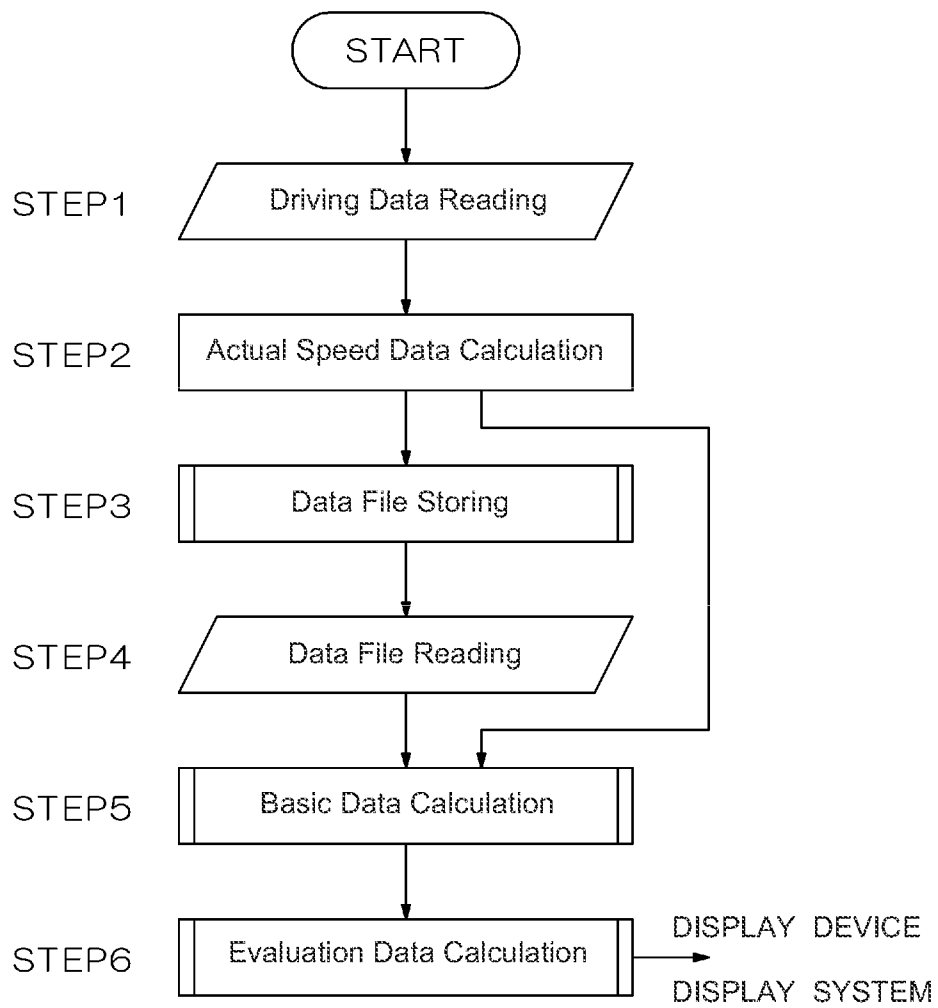 START
STEP1 Driving Data Reading
STEP2 Actual Speed Data Calculation
STEP3 Data File Storing
STEP4 Data File Reading
STEP5 Basic Data Calculation
STEP6 Evaluation Data Calculation
DISPLAY DEVICE
DISPLAY SYSTEM